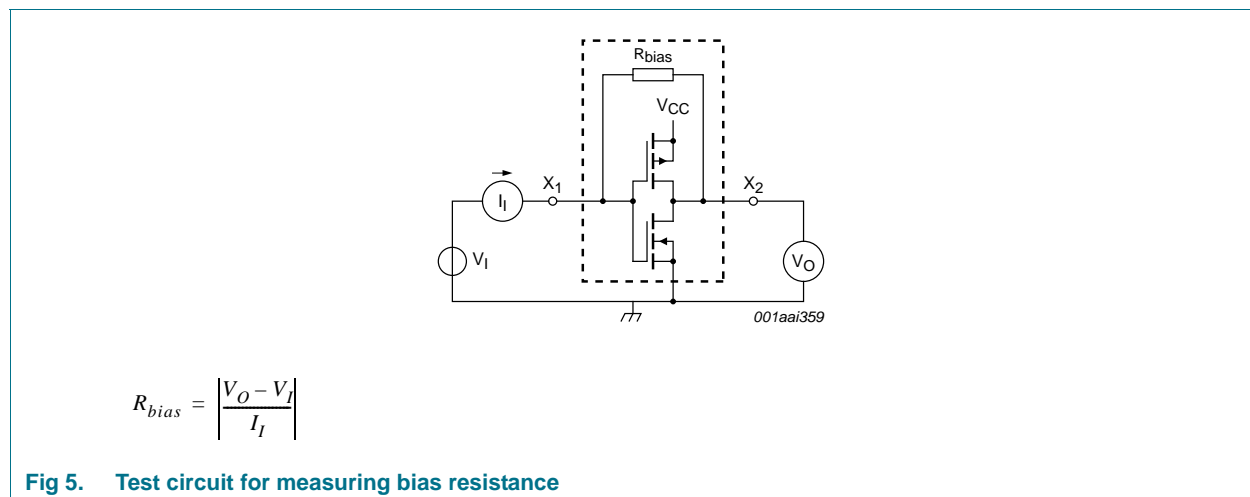 Rbias
VCC
X1
X2
II
VI
VO
001aai359
Rbias = |VO – VI / II|
Fig 5. Test circuit for measuring bias resistance